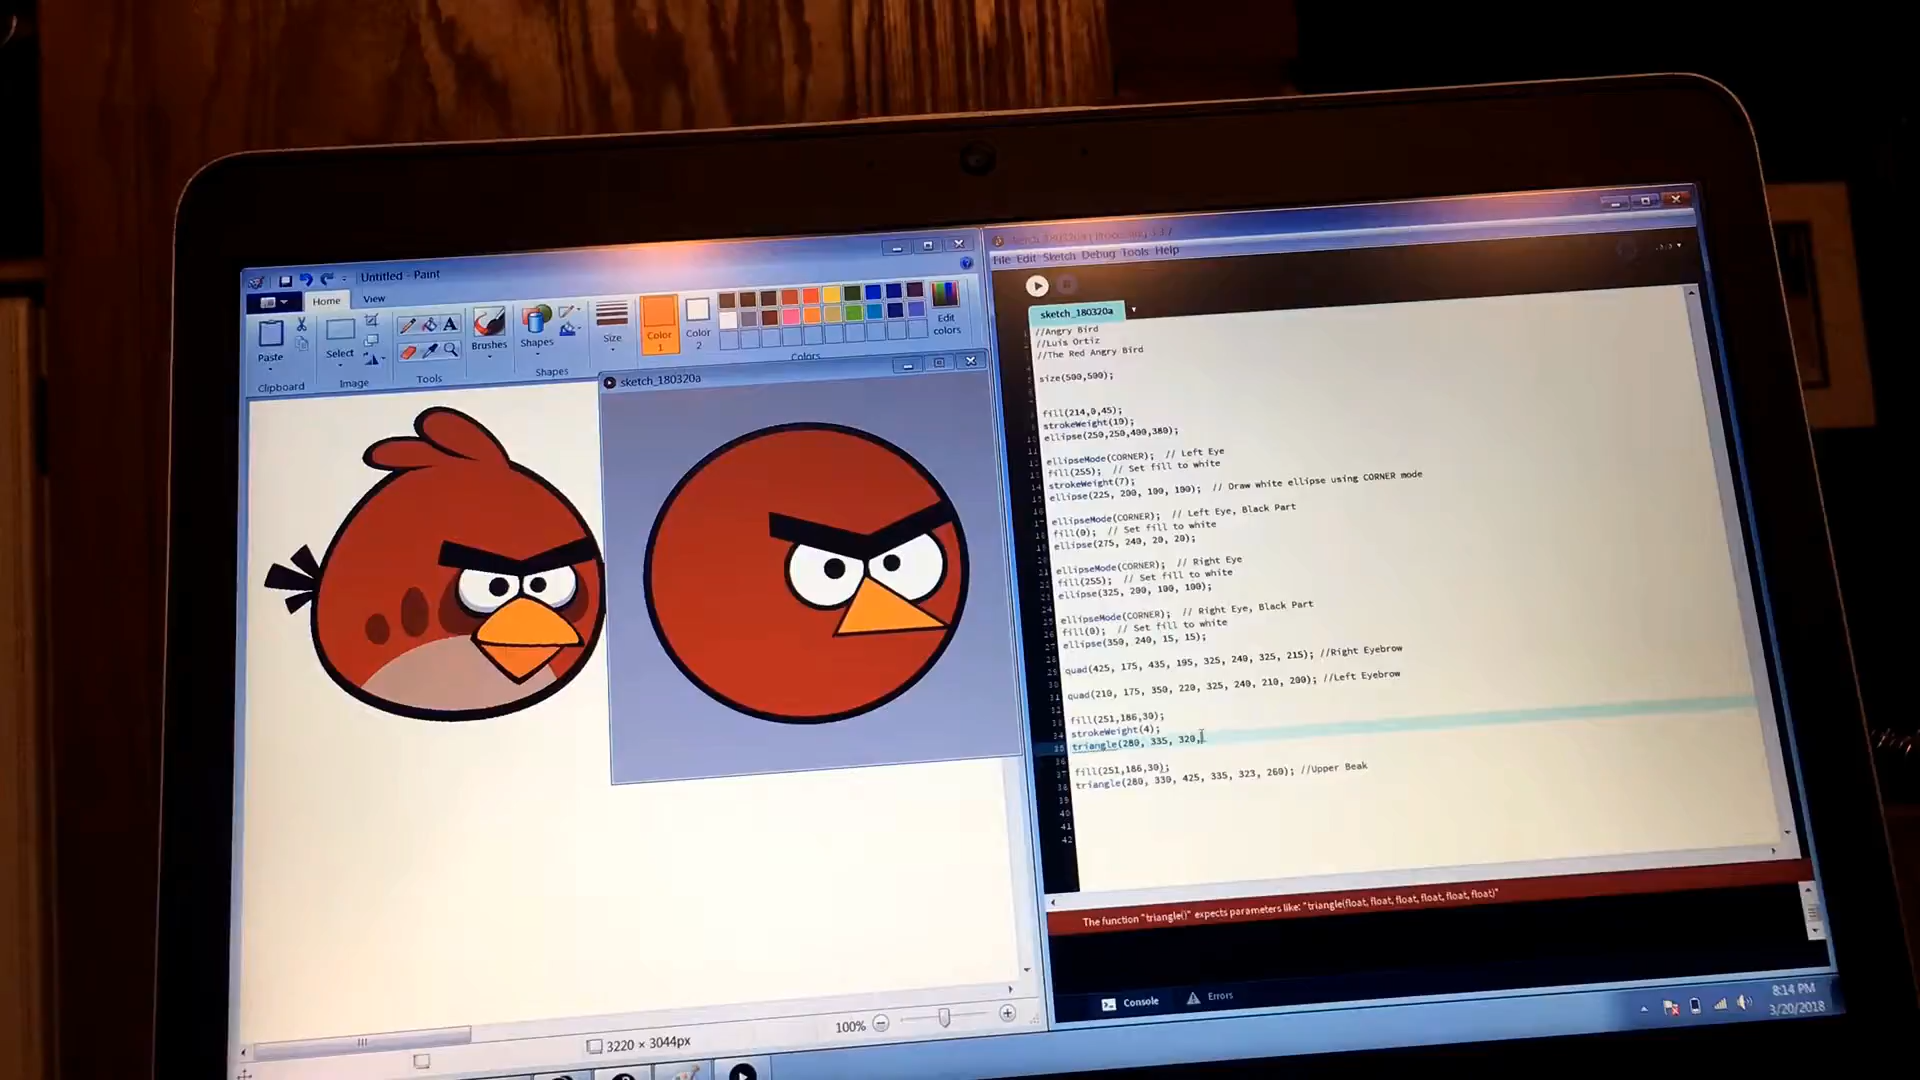 Untitled - Paint
Home View
Paste
Select
Brushes
Shapes
Size
Color 1
Color 2
Edit colors
Clipboard
Image
Tools
Shapes
Colors
sketch_180320a
100%
3220 × 3044px
File Edit Sketch Debug Tools Help
sketch_180320a
//Angry Bird
//Luis Ortiz
//The Red Angry Bird
size(500,500);
fill(214,0,45);
strokeWeight(10);
ellipse(250,250,400,380);
ellipseMode(CORNER); // Left Eye
fill(255); // Set fill to white
strokeWeight(7);
ellipse(225, 200, 100, 100); // Draw white ellipse using CORNER mode
ellipseMode(CORNER); // Left Eye, Black Part
fill(0); // Set fill to white
ellipse(275, 240, 20, 20);
ellipseMode(CORNER); // Right Eye
fill(255); // Set fill to white
ellipse(325, 200, 100, 100);
ellipseMode(CORNER); // Right Eye, Black Part
fill(0); // Set fill to white
ellipse(350, 240, 15, 15);
quad(425, 175, 435, 195, 325, 240, 325, 215); //Right Eyebrow
quad(210, 175, 350, 220, 325, 240, 210, 200); //Left Eyebrow
fill(251,186,30);
strokeWeight(4);
triangle(280, 335, 320,
fill(251,186,30);
triangle(280, 330, 425, 335, 323, 260); //Upper Beak
The function "triangle()" expects parameters like: "triangle(float, float, float, float, float, float)"
Console Errors
8:14 PM
3/20/2018